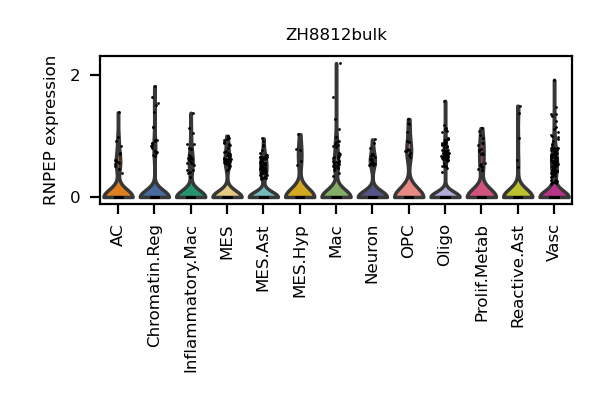 ZH8812bulk
RNPEP expression
2
0
AC
Chromatin.Reg
Inflammatory.Mac
MES
MES.Ast
MES.Hyp
Mac
Neuron
OPC
Oligo
Prolif.Metab
Reactive.Ast
Vasc